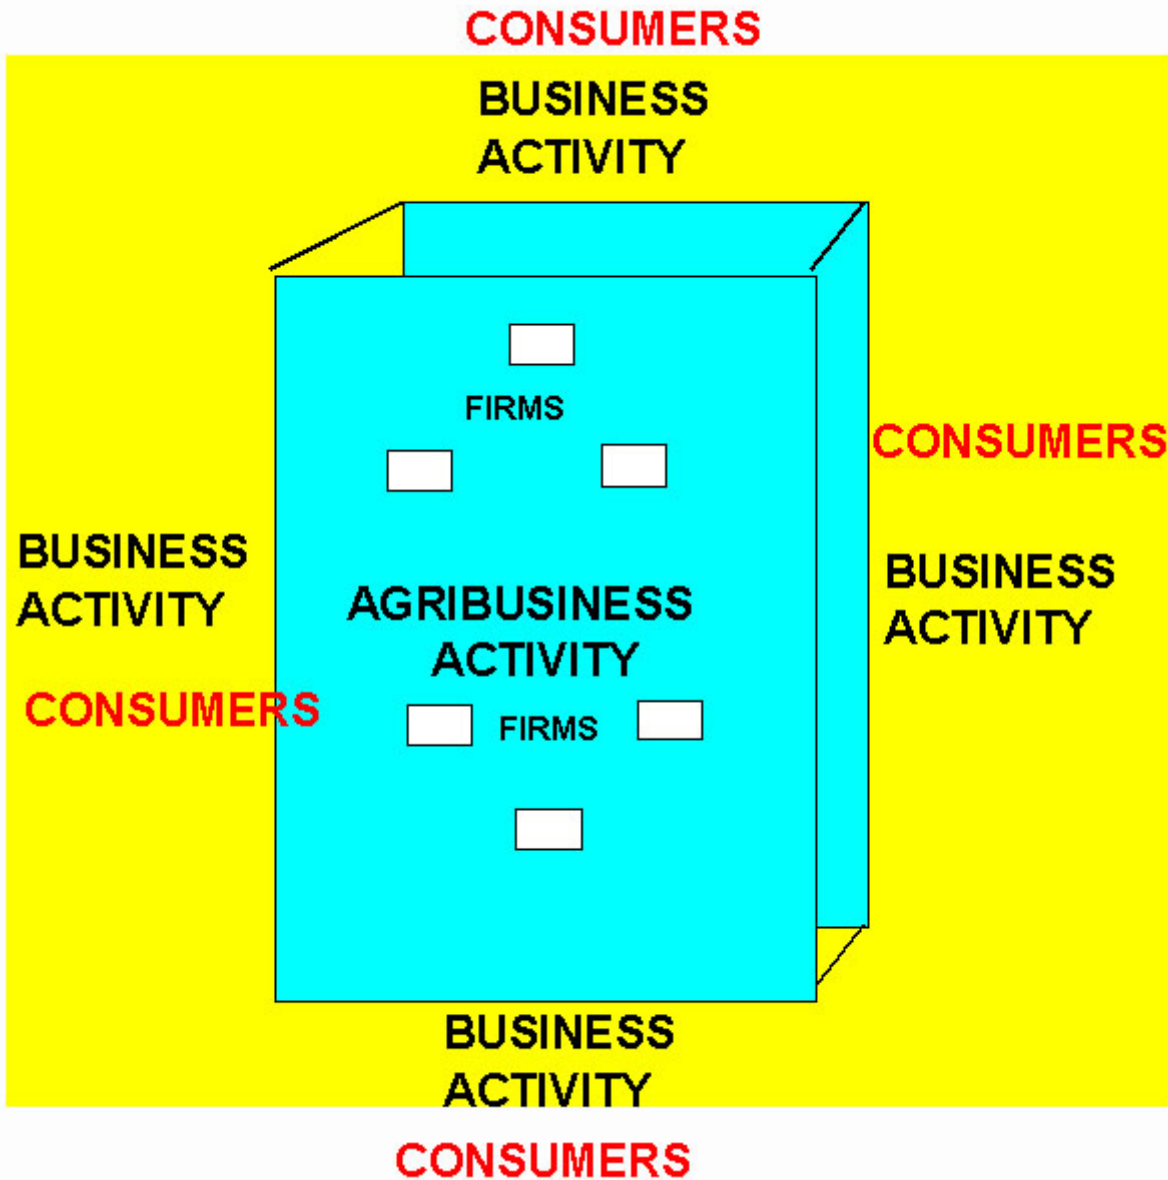 CONSUMERS
BUSINESS
ACTIVITY
FIRMS
CONSUMERS
BUSINESS
ACTIVITY
AGRIBUSINESS
ACTIVITY
BUSINESS
ACTIVITY
CONSUMERS
FIRMS
BUSINESS
ACTIVITY
CONSUMERS